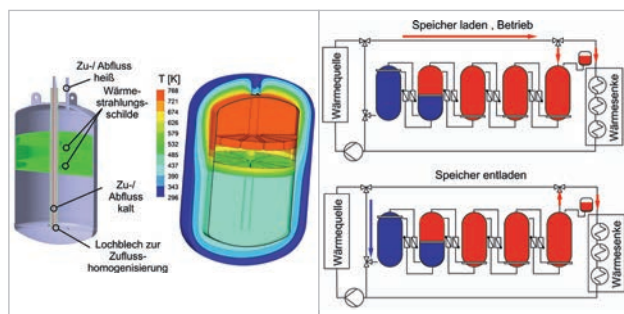 Zu-/ Abfluss
heiß
Wärme-
strahlungs-
schilde
Zu-/ Abfluss
kalt
Lochblech zur
Zufluss-
homogenisierung
T [K]
768
721
674
626
579
532
485
437
390
343
296
Speicher laden , Betrieb
Wärmequelle
Wärmesenke
Speicher entladen
Wärmequelle
Wärmesenke